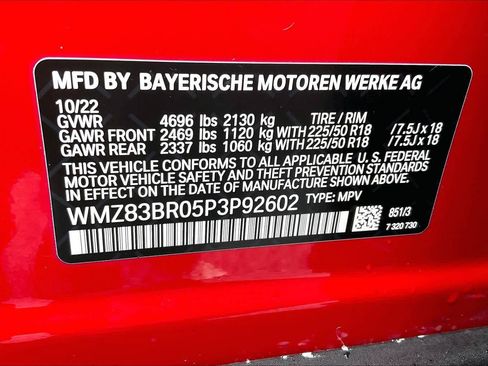 MFD BY BAYERISCHE MOTOREN WERKE AG
10/22
GVWR 4696 lbs 2130 kg TIRE / RIM
GAWR FRONT 2469 lbs 1120 kg WITH 225/50 R18 /7.5J x 18
GAWR REAR 2337 lbs 1060 kg WITH 225/50 R18 /7.5J x 18
THIS VEHICLE CONFORMS TO ALL APPLICABLE U. S. FEDERAL
MOTOR VEHICLE SAFETY AND THEFT PREVENTION STANDARDS
IN EFFECT ON THE DATE OF MANUFACTURE SHOWN ABOVE.
WMZ83BR05P3P92602 TYPE: MPV
851/3
7 320 730